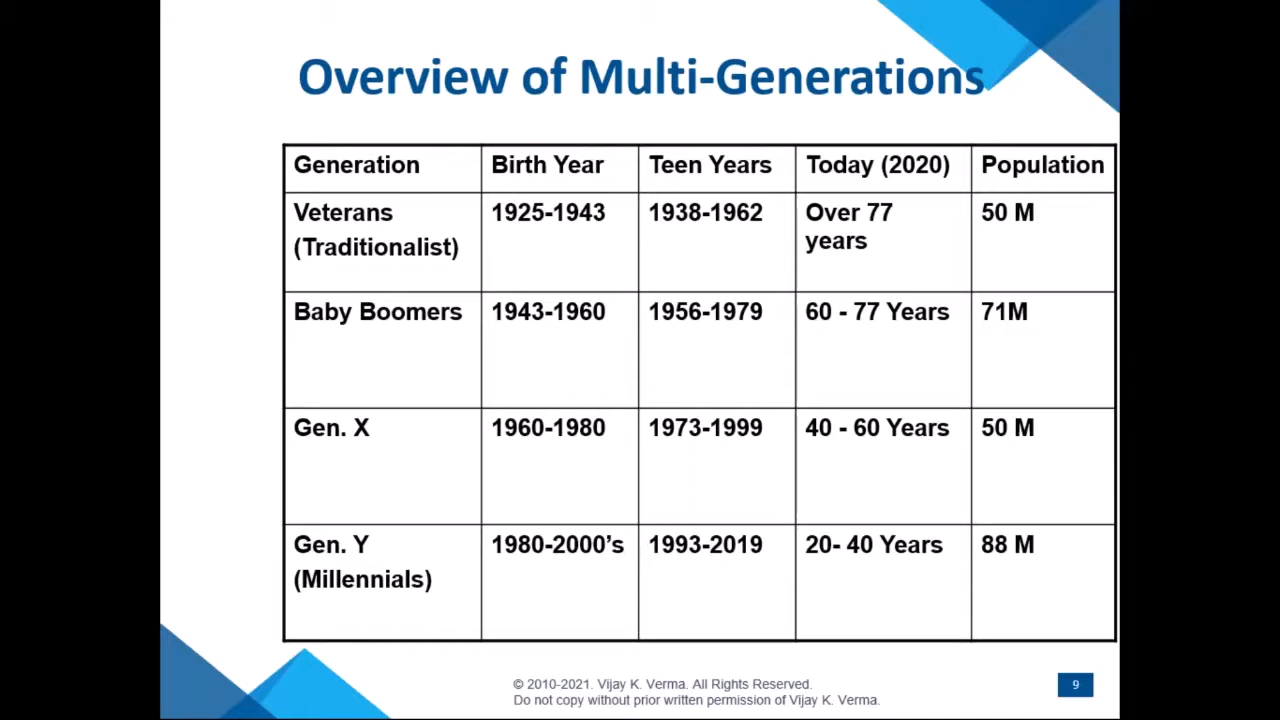 Overview of Multi-Generations
Generation Birth Year Teen Years Today (2020) Population
Veterans 1925-1943 1938-1962 Over 77 50 M
(Traditionalist) years
Baby Boomers 1943-1960 1956-1979 60 - 77 Years 71M
Gen. X 1960-1980 1973-1999 40 - 60 Years 50 M
Gen. Y 1980-2000’s 1993-2019 20- 40 Years 88 M
(Millennials)
© 2010-2021. Vijay K. Verma. All Rights Reserved.
Do not copy without prior written permission of Vijay K. Verma.
9